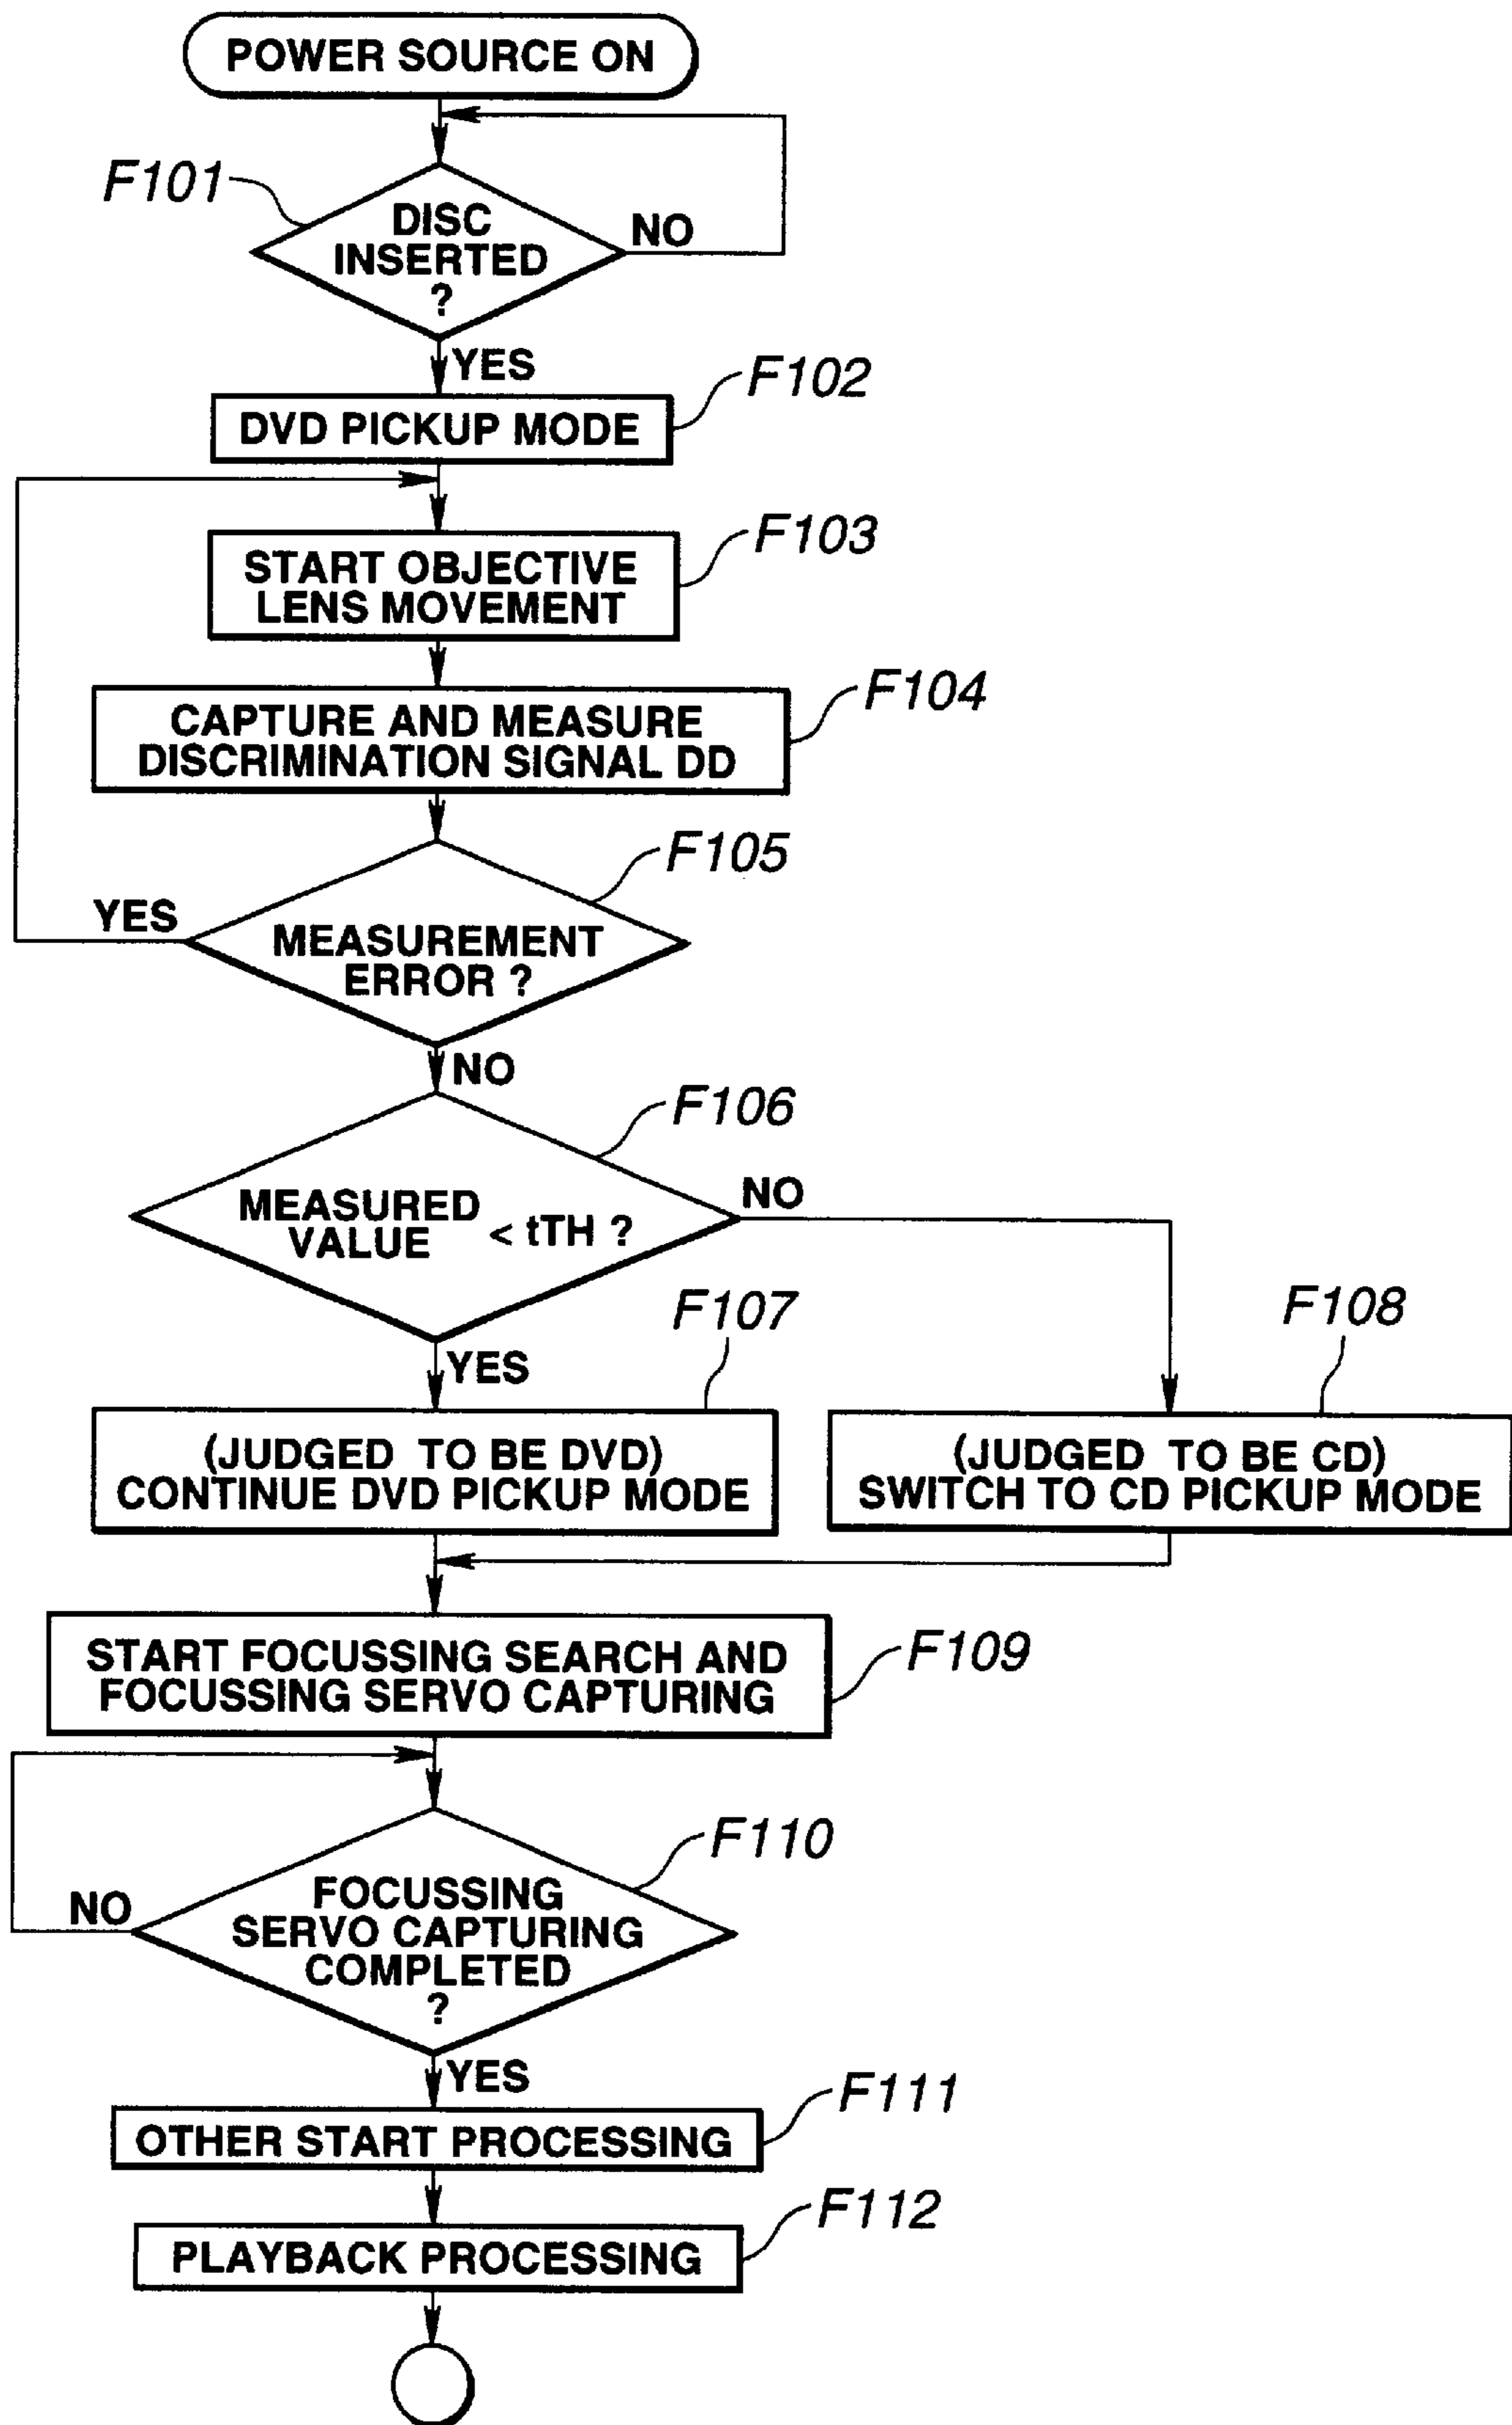 POWER SOURCE ON
F101
DISC
INSERTED
?
NO
YES
F102
DVD PICKUP MODE
F103
START OBJECTIVE
LENS MOVEMENT
F104
CAPTURE AND MEASURE
DISCRIMINATION SIGNAL DD
F105
YES
MEASUREMENT
ERROR ?
NO
F106
MEASURED
VALUE < tTH ?
NO
F107
F108
YES
(JUDGED TO BE DVD)
CONTINUE DVD PICKUP MODE
(JUDGED TO BE CD)
SWITCH TO CD PICKUP MODE
F109
START FOCUSSING SEARCH AND
FOCUSSING SERVO CAPTURING
F110
NO
FOCUSSING
SERVO CAPTURING
COMPLETED
?
YES
F111
OTHER START PROCESSING
F112
PLAYBACK PROCESSING